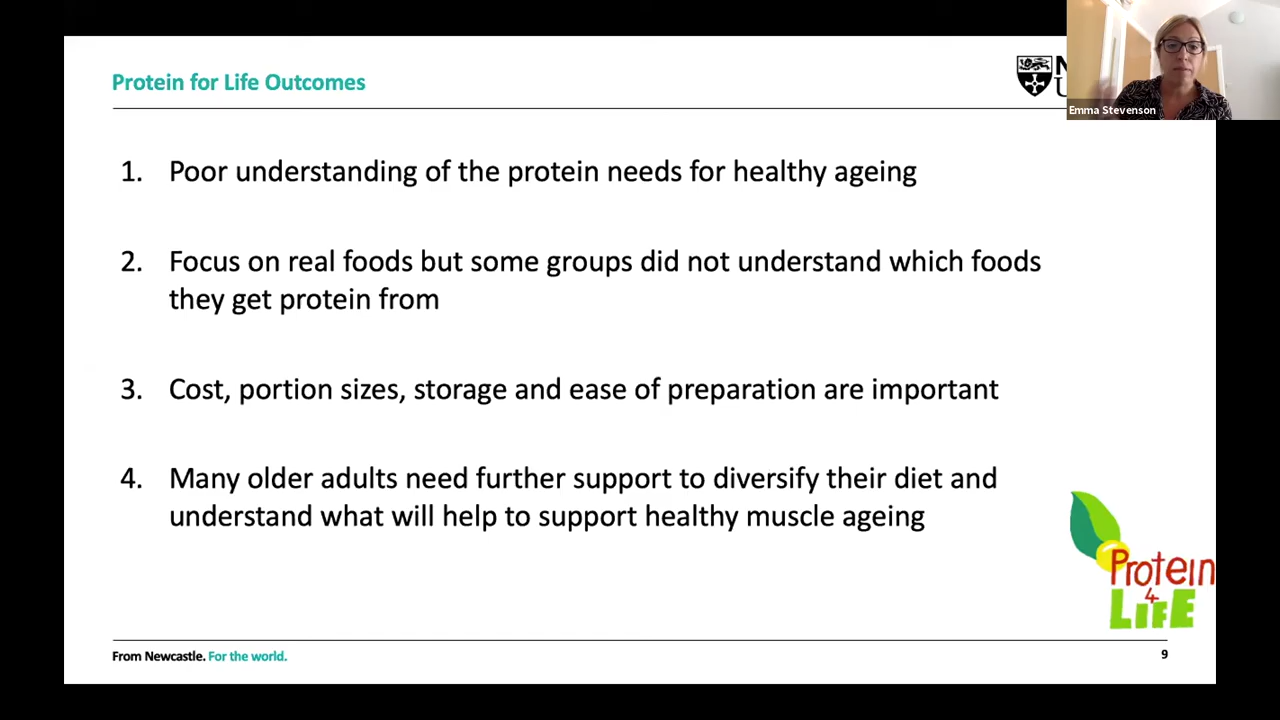 Protein for Life Outcomes
Emma Stevenson
1. Poor understanding of the protein needs for healthy ageing
2. Focus on real foods but some groups did not understand which foods
they get protein from
3. Cost, portion sizes, storage and ease of preparation are important
4. Many older adults need further support to diversify their diet and
understand what will help to support healthy muscle ageing
Protein
4
LIFE
From Newcastle. For the world.
9